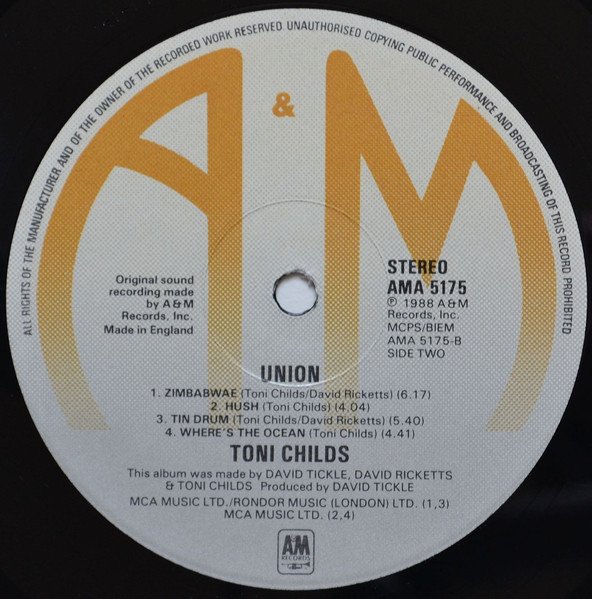 ALL RIGHTS OF THE MANUFACTURER AND OF THE OWNER OF THE RECORDED WORK RESERVED UNAUTHORISED COPYING PUBLIC PERFORMANCE AND BROADCASTING OF THIS RECORD PROHIBITED
A & M
Original sound
recording made
by A & M
Records, Inc.
Made in England
STEREO
AMA 5175
℗ 1988 A & M
Records, Inc.
MCPS/BIEM
AMA 5175-B
SIDE TWO
UNION
1. ZIMBABWAE (Toni Childs/David Ricketts) (6.17)
2. HUSH (Toni Childs) (4.04)
3. TIN DRUM (Toni Childs/David Ricketts) (5.40)
4. WHERE'S THE OCEAN (Toni Childs) (4.41)
TONI CHILDS
This album was made by DAVID TICKLE, DAVID RICKETTS
& TONI CHILDS Produced by DAVID TICKLE
MCA MUSIC LTD./RONDOR MUSIC (LONDON) LTD. (1,3)
MCA MUSIC LTD. (2,4)
A&M
RECORDS